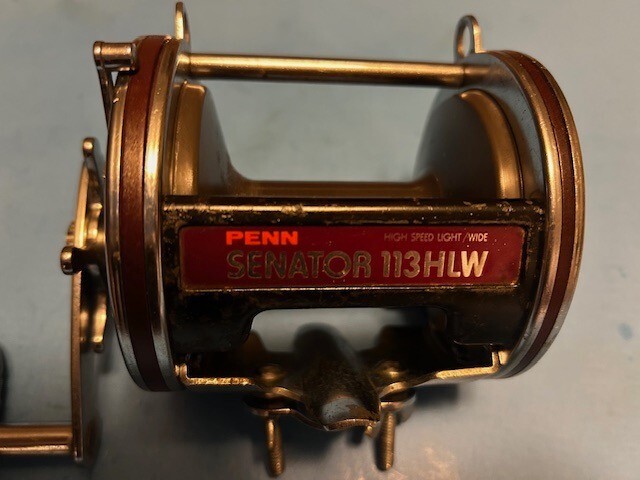 PENN HIGH SPEED LIGHT/WIDE
SENATOR 113HLW